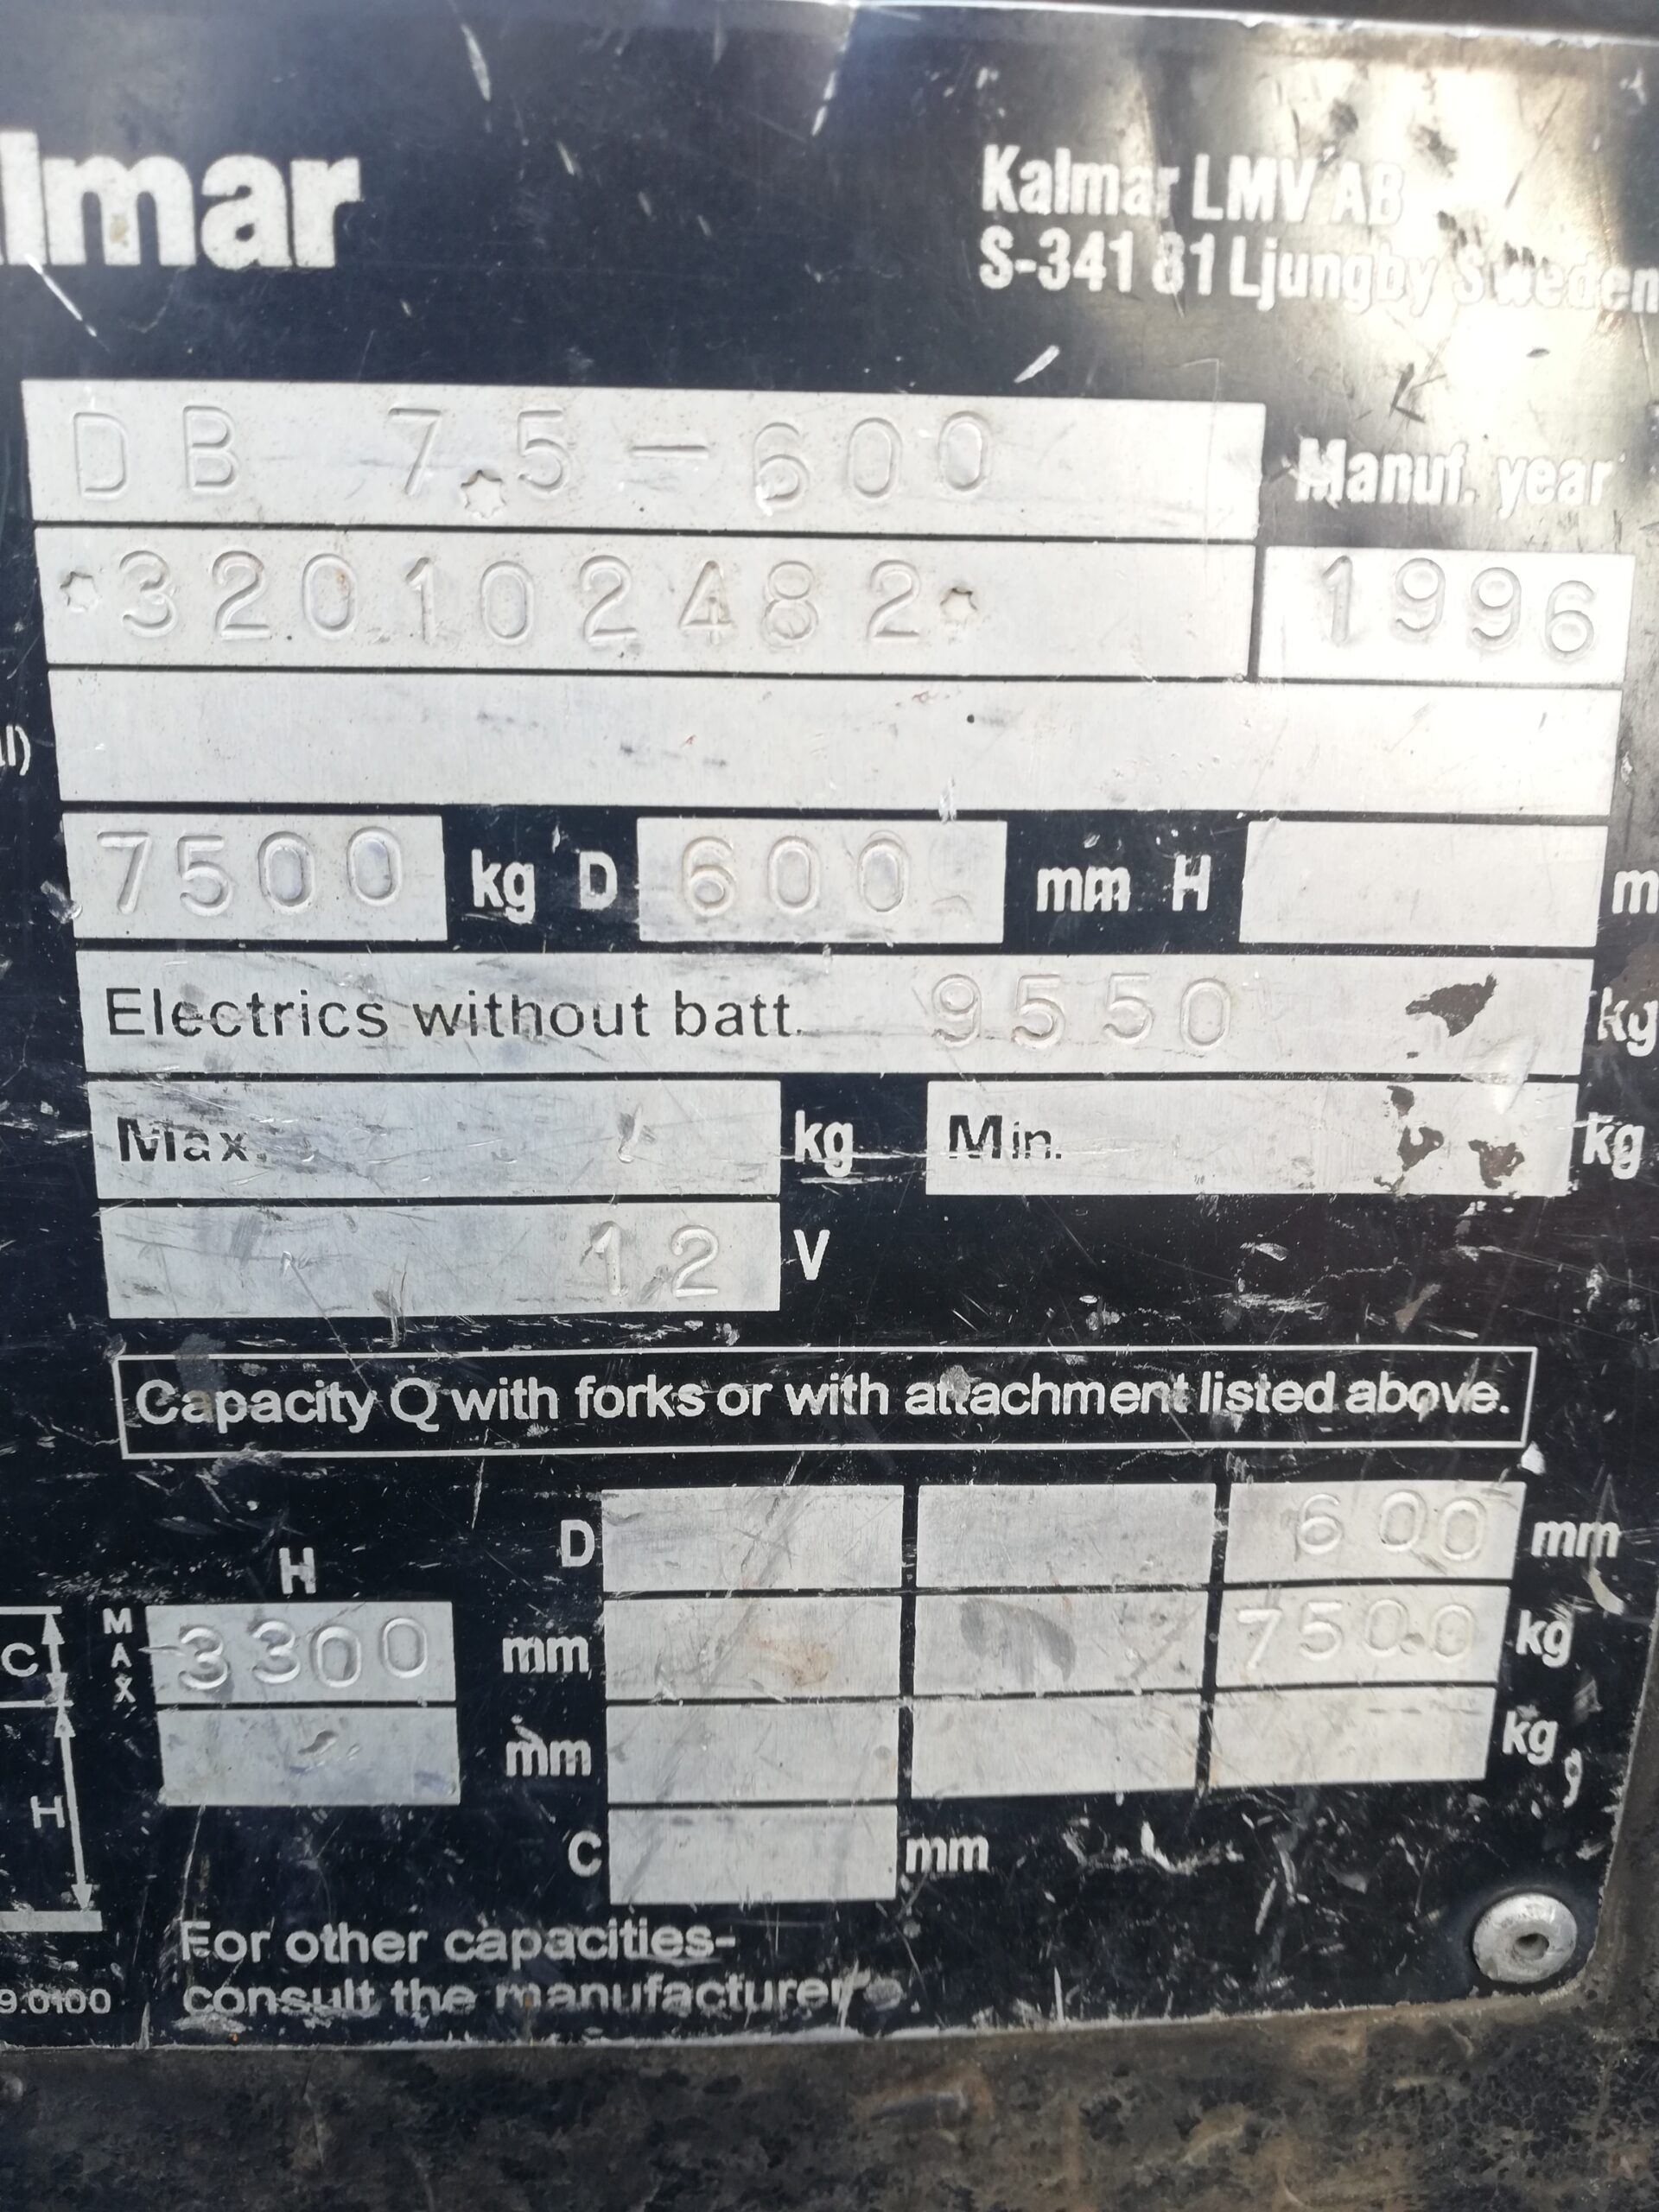 lmar
Kalmar LMV AB
S-341 81 Ljungby Sweden
DB 7.5-600
Manuf. year
*320102482*
1996
l)
7500 kg D 600 mm H m
Electrics without batt. 9550 kg
Max. kg Min. kg
12 V
Capacity Q with forks or with attachment listed above.
D 600 mm
H
C MAX 3300 mm 7500 kg
mm kg
H
C mm
For other capacities-
consult the manufacturer
9.0100